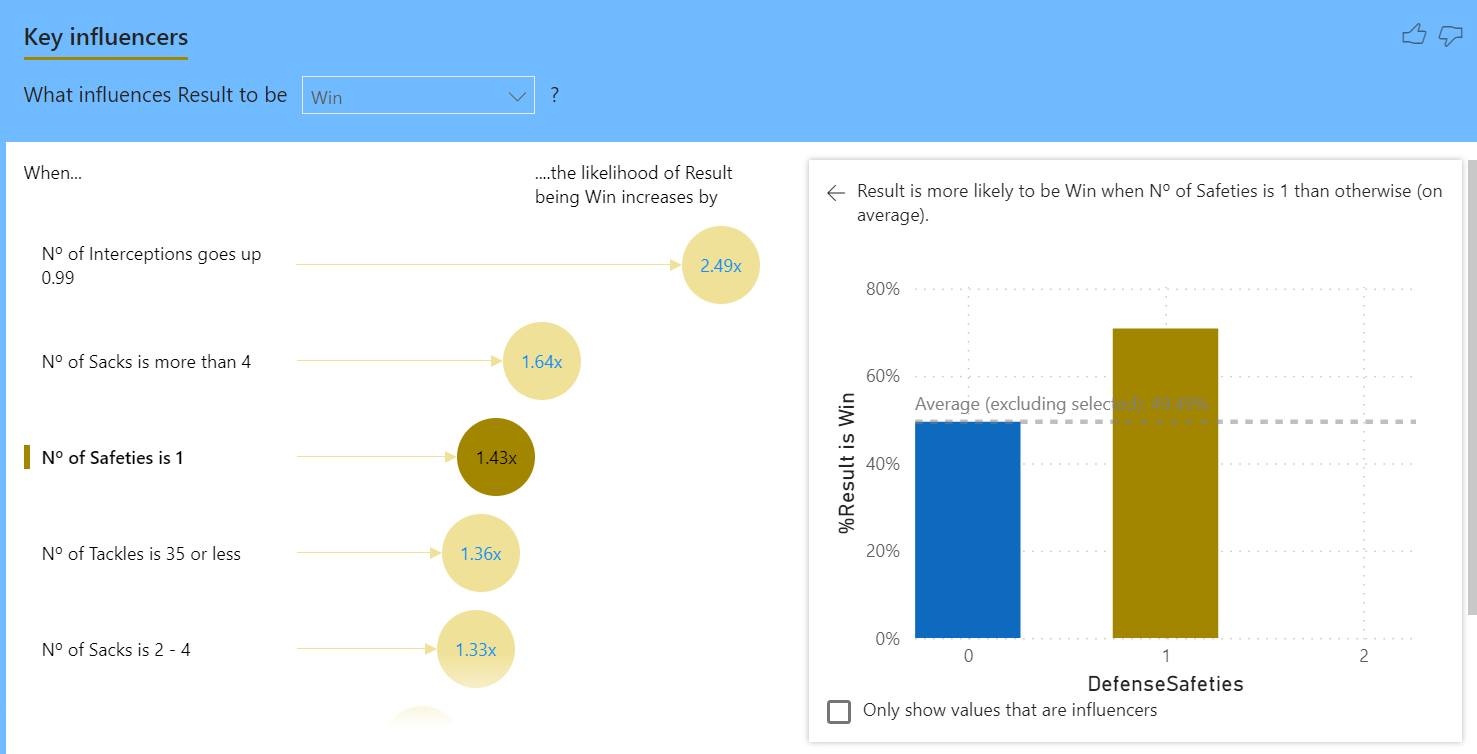 Key influencers
What influences Result to be
Win
?
When...
....the likelihood of Result
being Win increases by
Nº of Interceptions goes up
0.99
2.49x
Nº of Sacks is more than 4
1.64x
Nº of Safeties is 1
1.43x
Nº of Tackles is 35 or less
1.36x
Nº of Sacks is 2 - 4
1.33x
Result is more likely to be Win when Nº of Safeties is 1 than otherwise (on
average).
80%
60%
Average (excluding selected): 49.49%
40%
20%
0%
%Result is Win
0
1
2
DefenseSafeties
Only show values that are influencers